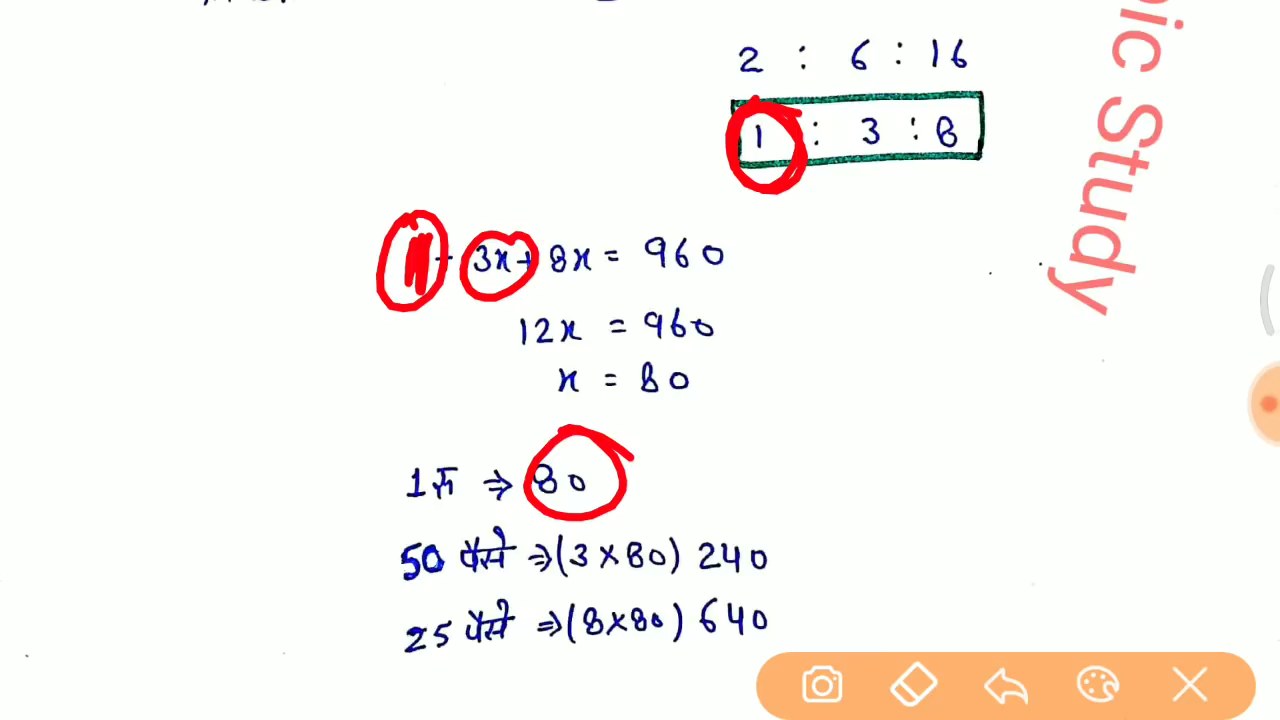 2 : 6 : 16
1 : 3 : 8
3x + 8x = 960
12x = 960
x = 80
1 रु ⇒ 80
50 पैसे ⇒ (3 × 80) 240
25 पैसे ⇒ (8 × 80) 640
pic Study